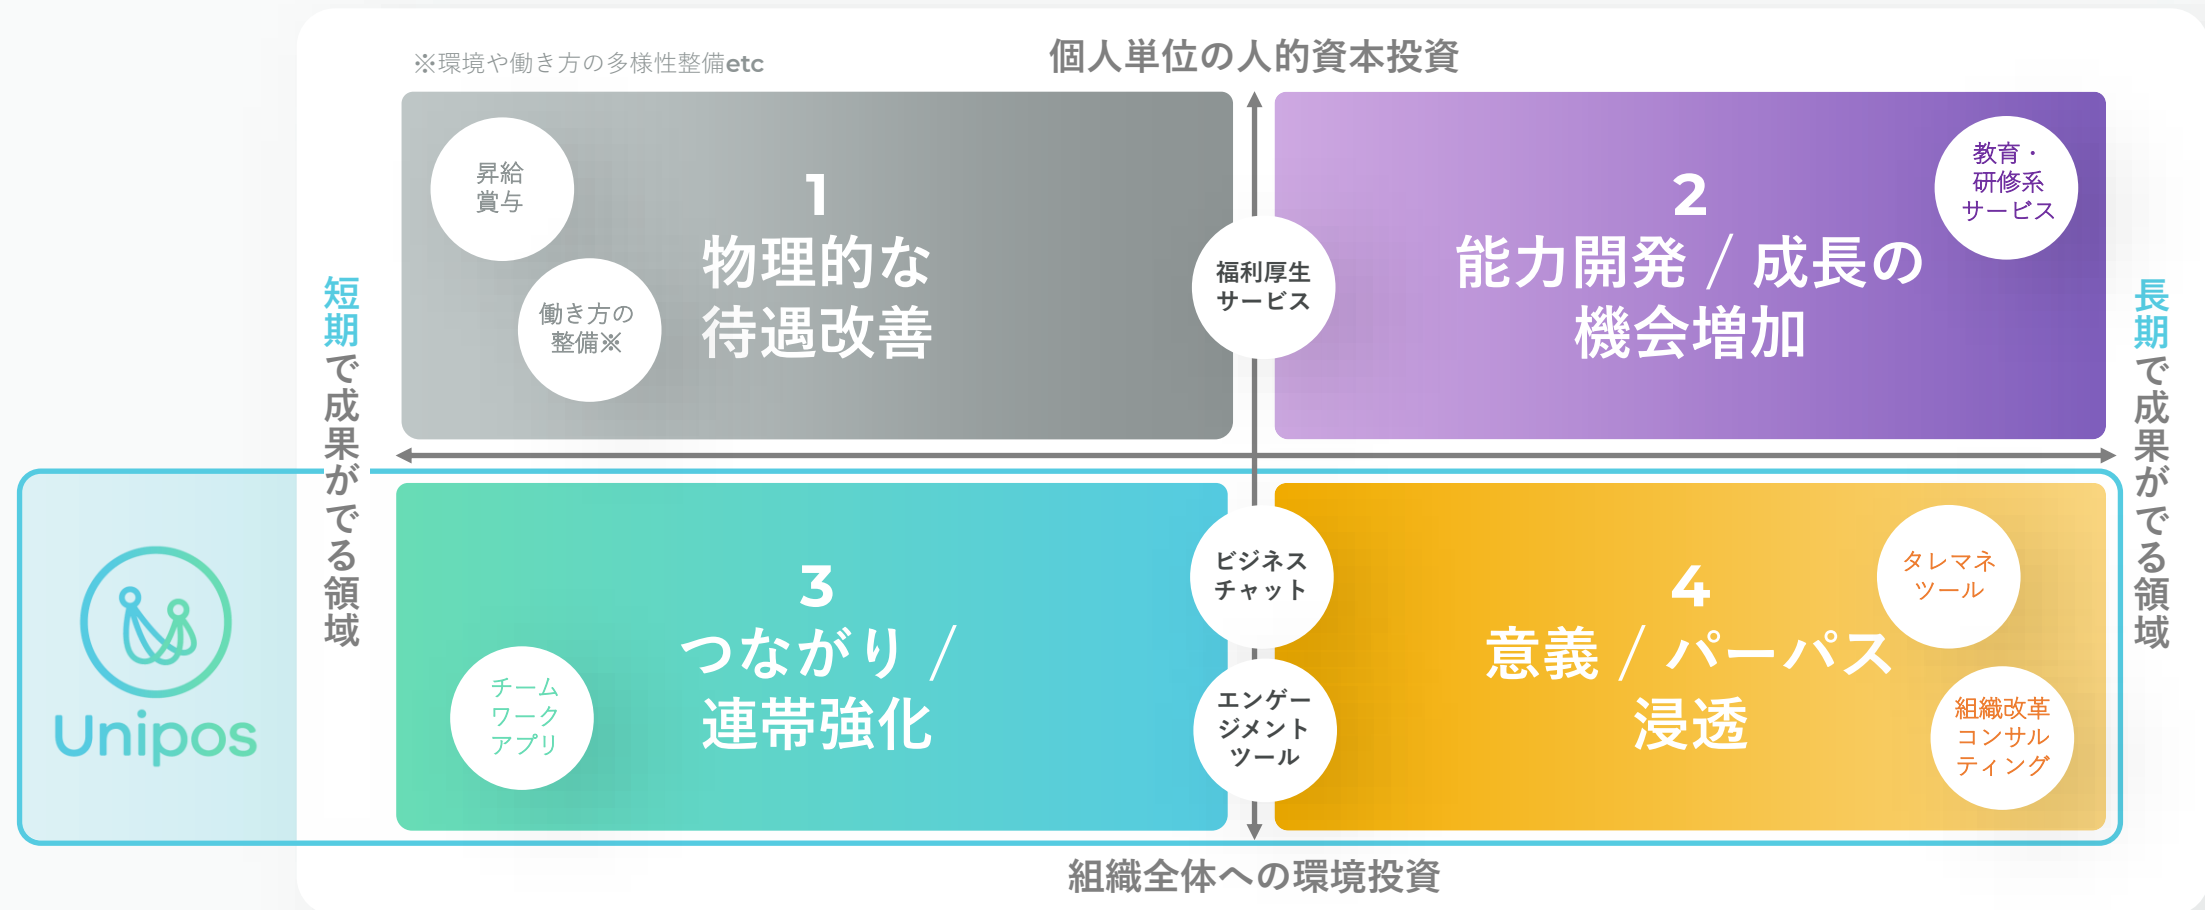 ※環境や働き方の多様性整備etc
個人単位の人的資本投資
昇給
賞与
働き方の
整備※
1
物理的な
待遇改善
福利厚生
サービス
2
能力開発 / 成長の
機会増加
教育・
研修系
サービス
短期で成果がでる領域
長期で成果がでる領域
Unipos
チーム
ワーク
アプリ
3
つながり /
連帯強化
ビジネス
チャット
エンゲー
ジメント
ツール
4
意義 / パーパス
浸透
タレマネ
ツール
組織改革
コンサル
ティング
組織全体への環境投資